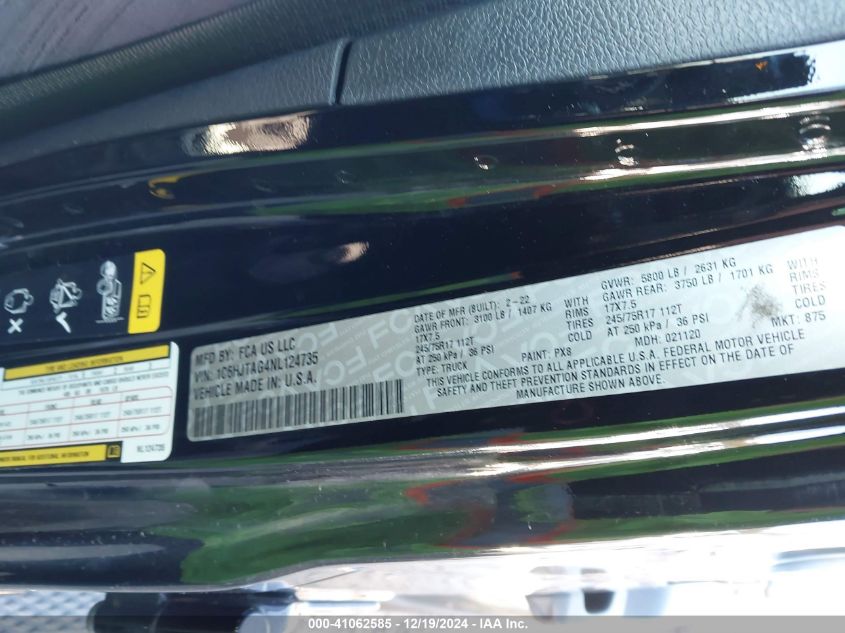 MFD BY: FCA US LLC
VIN: 1C6HJTAG4NL124735
VEHICLE MADE IN U.S.A.
DATE OF MFR (BUILT): 2-22
GAWR FRONT: 3100 LB / 1407 KG WITH
17X7.5 RIMS
245/75R17 112T TIRES
AT 250 kPa / 36 PSI COLD
TYPE: TRUCK PAINT: PX8
GVWR: 5800 LB / 2631 KG
GAWR REAR: 3750 LB / 1701 KG WITH
17X7.5 RIMS
245/75R17 112T TIRES
AT 250 kPa / 36 PSI COLD
MDH: 021120 MKT: 875
CONFORMS TO ALL APPLICABLE U.S.A. FEDERAL MOTOR VEHICLE
SAFETY AND THEFT PREVENTION STANDARDS IN EFFECT ON THE DATE OF
MANUFACTURE SHOWN ABOVE.
NL124735
000-41062585 - 12/19/2024 - IAA Inc.